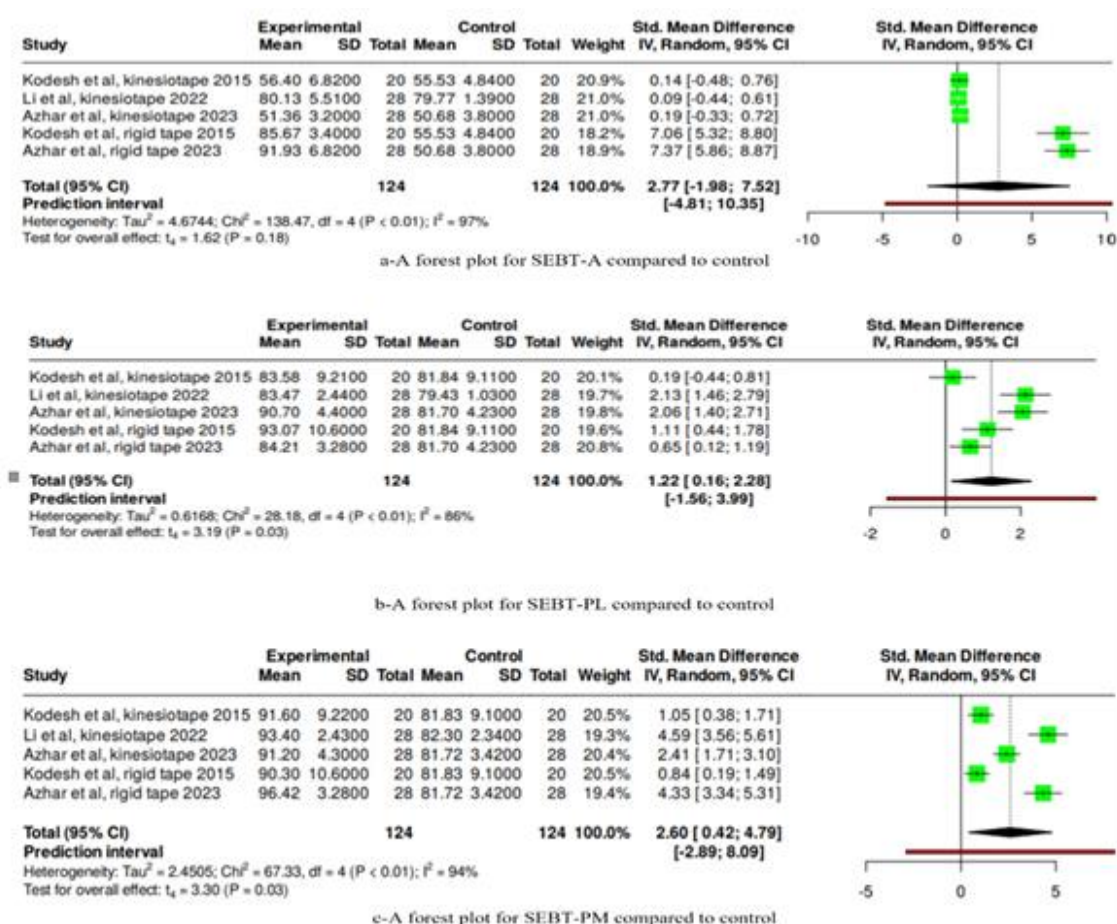 Experimental Control Std. Mean Difference Std. Mean Difference
Study Mean SD Total Mean SD Total Weight IV, Random, 95% CI IV, Random, 95% CI
Kodesh et al, kinesiotape 2015 56.40 6.8200 20 55.53 4.8400 20 20.9% 0.14 [-0.48; 0.76]
Li et al, kinesiotape 2022 80.13 5.5100 28 79.77 1.3900 28 21.0% 0.09 [-0.44; 0.61]
Azhar et al, kinesiotape 2023 51.36 3.2000 28 50.68 3.8000 28 21.0% 0.19 [-0.33; 0.72]
Kodesh et al, rigid tape 2015 85.67 3.4000 20 55.53 4.8400 20 18.2% 7.06 [5.32; 8.80]
Azhar et al, rigid tape 2023 91.93 6.8200 28 50.68 3.8000 28 18.9% 7.37 [5.86; 8.87]
Total (95% CI) 124 124 100.0% 2.77 [-1.98; 7.52]
Prediction interval [-4.81; 10.35]
Heterogeneity: Tau² = 4.6744; Chi² = 138.47, df = 4 (P < 0.01); I² = 97%
Test for overall effect: t₄ = 1.62 (P = 0.18)
-10 -5 0 5 10
a-A forest plot for SEBT-A compared to control
Experimental Control Std. Mean Difference Std. Mean Difference
Study Mean SD Total Mean SD Total Weight IV, Random, 95% CI IV, Random, 95% CI
Kodesh et al, kinesiotape 2015 83.58 9.2100 20 81.84 9.1100 20 20.1% 0.19 [-0.44; 0.81]
Li et al, kinesiotape 2022 83.47 2.4400 28 79.43 1.0300 28 19.7% 2.13 [1.46; 2.79]
Azhar et al, kinesiotape 2023 90.70 4.4000 28 81.70 4.2300 28 19.8% 2.06 [1.40; 2.71]
Kodesh et al, rigid tape 2015 93.07 10.6000 20 81.84 9.1100 20 19.6% 1.11 [0.44; 1.78]
Azhar et al, rigid tape 2023 84.21 3.2800 28 81.70 4.2300 28 20.8% 0.65 [0.12; 1.19]
Total (95% CI) 124 124 100.0% 1.22 [0.16; 2.28]
Prediction interval [-1.56; 3.99]
Heterogeneity: Tau² = 0.6168; Chi² = 28.18, df = 4 (P < 0.01); I² = 86%
Test for overall effect: t₄ = 3.19 (P = 0.03)
-2 0 2
b-A forest plot for SEBT-PL compared to control
Experimental Control Std. Mean Difference Std. Mean Difference
Study Mean SD Total Mean SD Total Weight IV, Random, 95% CI IV, Random, 95% CI
Kodesh et al, kinesiotape 2015 91.60 9.2200 20 81.83 9.1000 20 20.5% 1.05 [0.38; 1.71]
Li et al, kinesiotape 2022 93.40 2.4300 28 82.30 2.3400 28 19.3% 4.59 [3.56; 5.61]
Azhar et al, kinesiotape 2023 91.20 4.3000 28 81.72 3.4200 28 20.4% 2.41 [1.71; 3.10]
Kodesh et al, rigid tape 2015 90.30 10.6000 20 81.83 9.1000 20 20.5% 0.84 [0.19; 1.49]
Azhar et al, rigid tape 2023 96.42 3.2800 28 81.72 3.4200 28 19.4% 4.33 [3.34; 5.31]
Total (95% CI) 124 124 100.0% 2.60 [0.42; 4.79]
Prediction interval [-2.89; 8.09]
Heterogeneity: Tau² = 2.4505; Chi² = 67.33, df = 4 (P < 0.01); I² = 94%
Test for overall effect: t₄ = 3.30 (P = 0.03)
-5 0 5
c-A forest plot for SEBT-PM compared to control